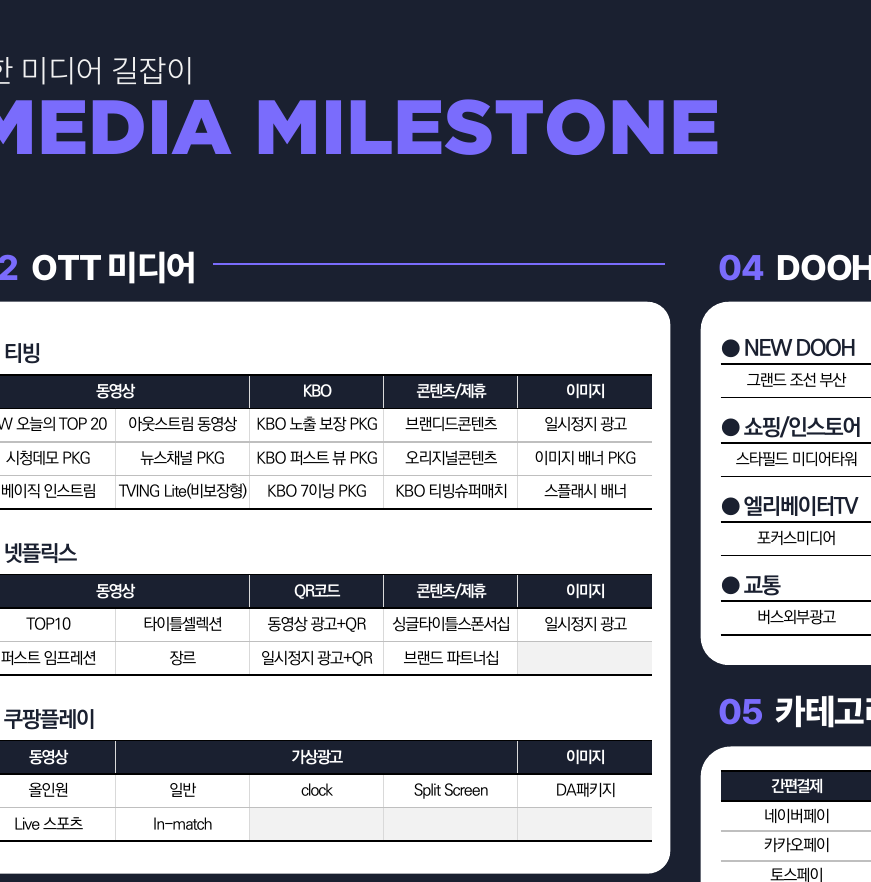 한 미디어 길잡이
MEDIA MILESTONE
2 OTT 미디어
티빙
동영상 KBO 콘텐츠/제휴 이미지
W 오늘의 TOP 20 아웃스트림 동영상 KBO 노출 보장 PKG 브랜디드콘텐츠 일시정지 광고
시청데모 PKG 뉴스채널 PKG KBO 퍼스트 뷰 PKG 오리지널콘텐츠 이미지 배너 PKG
베이직 인스트림 TVING Lite(비보장형) KBO 7이닝 PKG KBO 티빙슈퍼매치 스플래시 배너
넷플릭스
동영상 QR코드 콘텐츠/제휴 이미지
TOP10 타이틀셀렉션 동영상 광고+QR 싱글타이틀스폰서십 일시정지 광고
퍼스트 임프레션 장르 일시정지 광고+QR 브랜드 파트너십
쿠팡플레이
동영상 가상광고 이미지
올인원 일반 clock Split Screen DA패키지
Live 스포츠 In-match
04 DOOH
● NEW DOOH
그랜드 조선 부산
● 쇼핑/인스토어
스타필드 미디어타워
● 엘리베이터TV
포커스미디어
● 교통
버스외부광고
05 카테고리
간편결제
네이버페이
카카오페이
토스페이